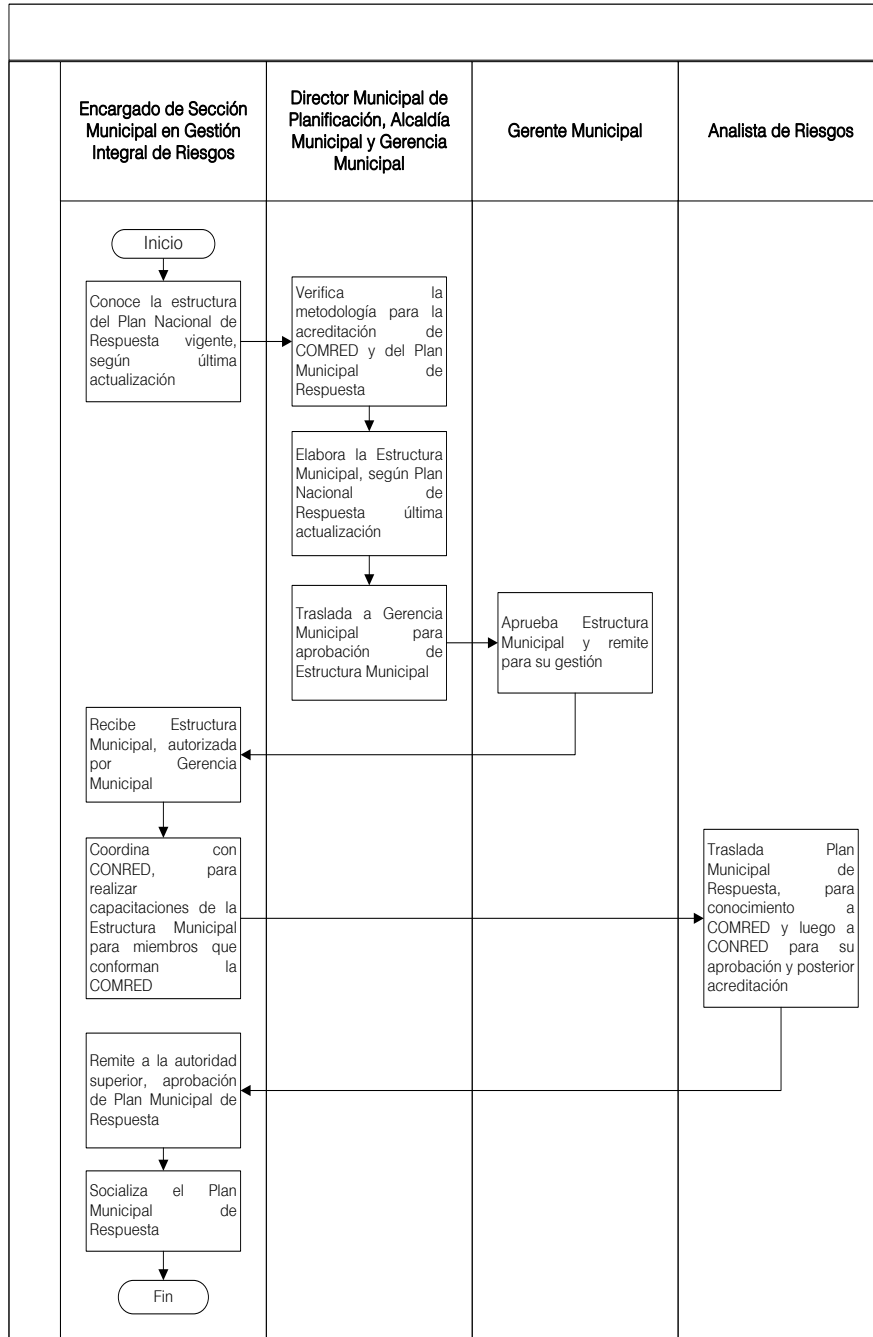 Encargado de Sección
Municipal en Gestión
Integral de Riesgos
Director Municipal de
Planificación, Alcaldía
Municipal y Gerencia
Municipal
Gerente Municipal
Analista de Riesgos
Inicio
Conoce la estructura
del Plan Nacional de
Respuesta vigente,
según última
actualización
Verifica la
metodología para la
acreditación de
COMRED y del Plan
Municipal de
Respuesta
Elabora la Estructura
Municipal, según Plan
Nacional de
Respuesta última
actualización
Traslada a Gerencia
Municipal para
aprobación de
Estructura Municipal
Aprueba Estructura
Municipal y remite
para su gestión
Recibe Estructura
Municipal, autorizada
por Gerencia
Municipal
Coordina con
CONRED, para
realizar
capacitaciones de la
Estructura Municipal
para miembros que
conforman la
COMRED
Traslada Plan
Municipal de
Respuesta, para
conocimiento a
COMRED y luego a
CONRED para su
aprobación y posterior
acreditación
Remite a la autoridad
superior, aprobación
de Plan Municipal de
Respuesta
Socializa el Plan
Municipal de
Respuesta
Fin